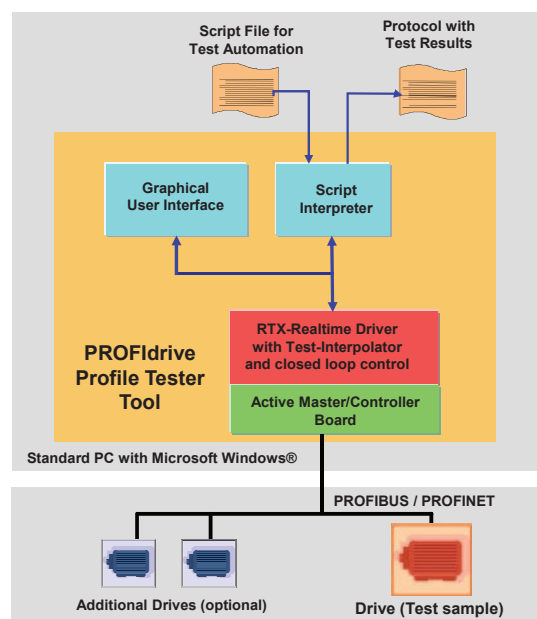 Script File for
Test Automation
Protocol with
Test Results
Graphical
User Interface
Script
Interpreter
RTX-Realtime Driver
with Test-Interpolator
and closed loop control
PROFIdrive
Profile Tester
Tool
Active Master/Controller
Board
Standard PC with Microsoft Windows®
PROFIBUS / PROFINET
Additional Drives (optional)
Drive (Test sample)